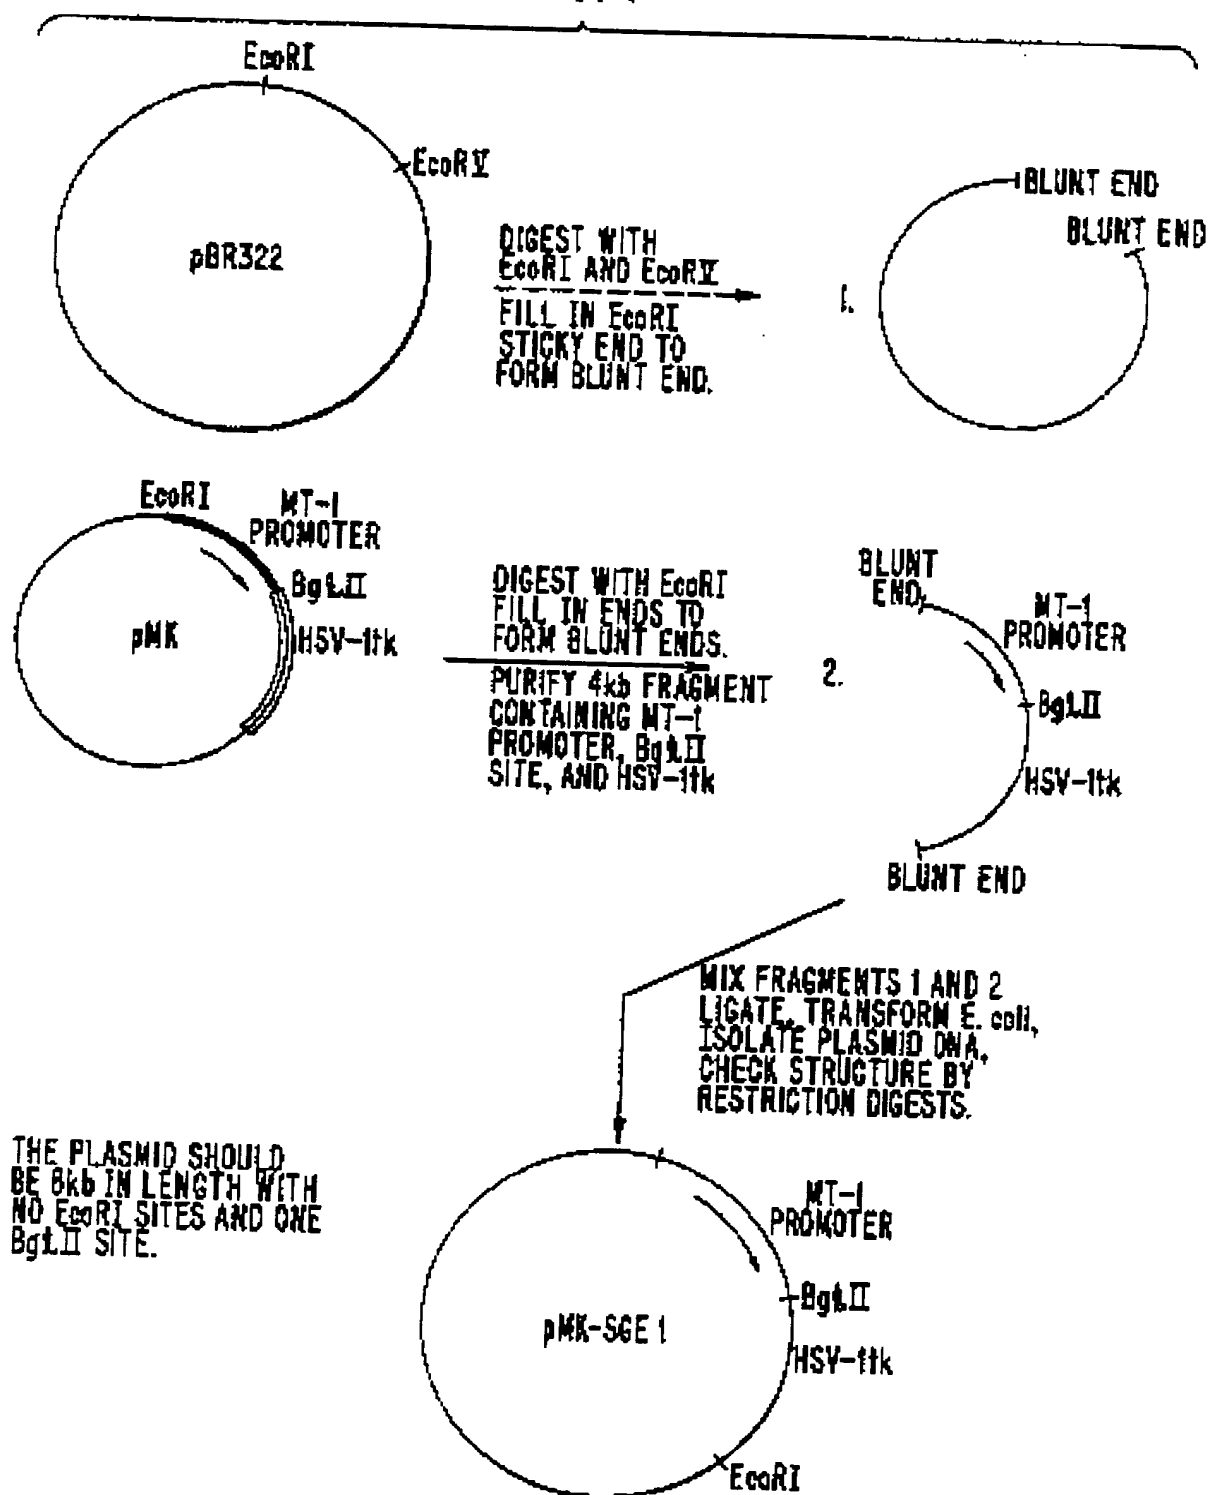 EcoRI
EcoRV
pBR322
DIGEST WITH
EcoRI AND EcoRV
FILL IN EcoRI
STICKY END TO
FORM BLUNT END.
1.
BLUNT END
BLUNT END
EcoRI
MT-1
PROMOTER
BglII
HSV-1tk
pMK
DIGEST WITH EcoRI
FILL IN ENDS TO
FORM BLUNT ENDS.
PURIFY 4kb FRAGMENT
CONTAINING MT-1
PROMOTER, BglII
SITE, AND HSV-1tk
2.
BLUNT
END
MT-1
PROMOTER
BglII
HSV-1tk
BLUNT END
MIX FRAGMENTS 1 AND 2
LIGATE, TRANSFORM E. coli,
ISOLATE PLASMID DNA,
CHECK STRUCTURE BY
RESTRICTION DIGESTS.
THE PLASMID SHOULD
BE 8kb IN LENGTH WITH
NO EcoRI SITES AND ONE
BglII SITE.
MT-1
PROMOTER
BglII
HSV-1tk
pMK-SGE 1
EcoRI